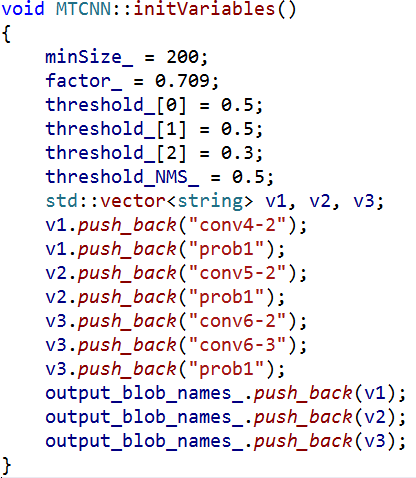 void MTCNN::initVariables()
{
    minSize_ = 200;
    factor_ = 0.709;
    threshold_[0] = 0.5;
    threshold_[1] = 0.5;
    threshold_[2] = 0.3;
    threshold_NMS_ = 0.5;
    std::vector<string> v1, v2, v3;
    v1.push_back("conv4-2");
    v1.push_back("prob1");
    v2.push_back("conv5-2");
    v2.push_back("prob1");
    v3.push_back("conv6-2");
    v3.push_back("conv6-3");
    v3.push_back("prob1");
    output_blob_names_.push_back(v1);
    output_blob_names_.push_back(v2);
    output_blob_names_.push_back(v3);
}